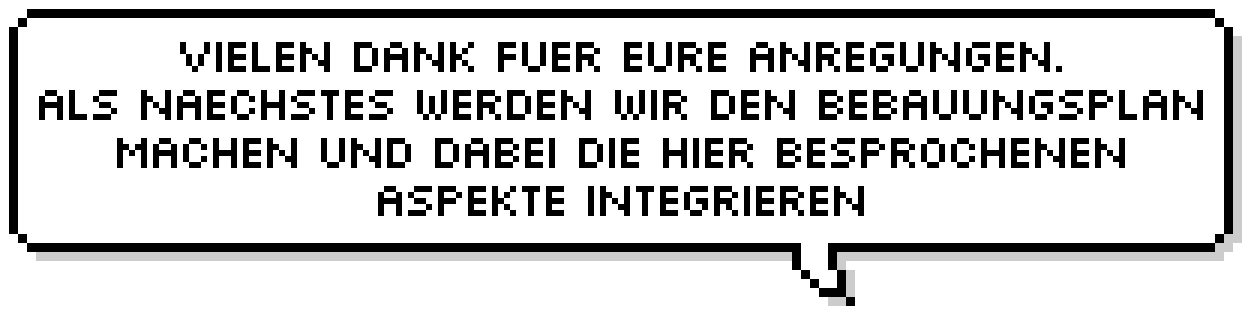 VIELEN DANK FUER EURE ANREGUNGEN.
ALS NAECHSTES WERDEN WIR DEN BEBAUUNGSPLAN
MACHEN UND DABEI DIE HIER BESPROCHENEN
ASPEKTE INTEGRIEREN